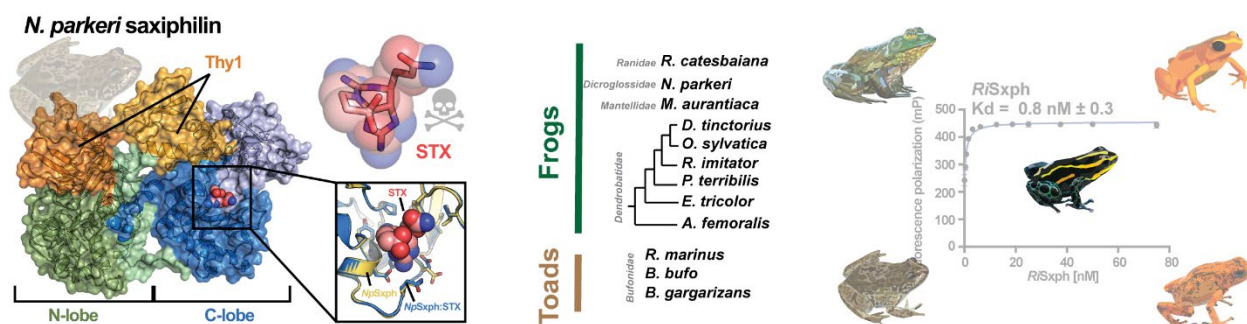 N. parkeri saxiphilin
Thy1
STX
STX
NpSxph
NpSxph:STX
N-lobe
C-lobe
Frogs
Ranidae R. catesbaiana
Dicroglossidae N. parkeri
Mantellidae M. aurantiaca
Dendrobatidae
D. tinctorius
O. sylvatica
R. imitator
P. terribilis
E. tricolor
A. femoralis
Toads
Bufonidae
R. marinus
B. bufo
B. gargarizans
RiSxph
Kd = 0.8 nM ± 0.3
polarization (mP)
500
400
300
200
100
0
0 20 40 60 80
RiSxph [nM]